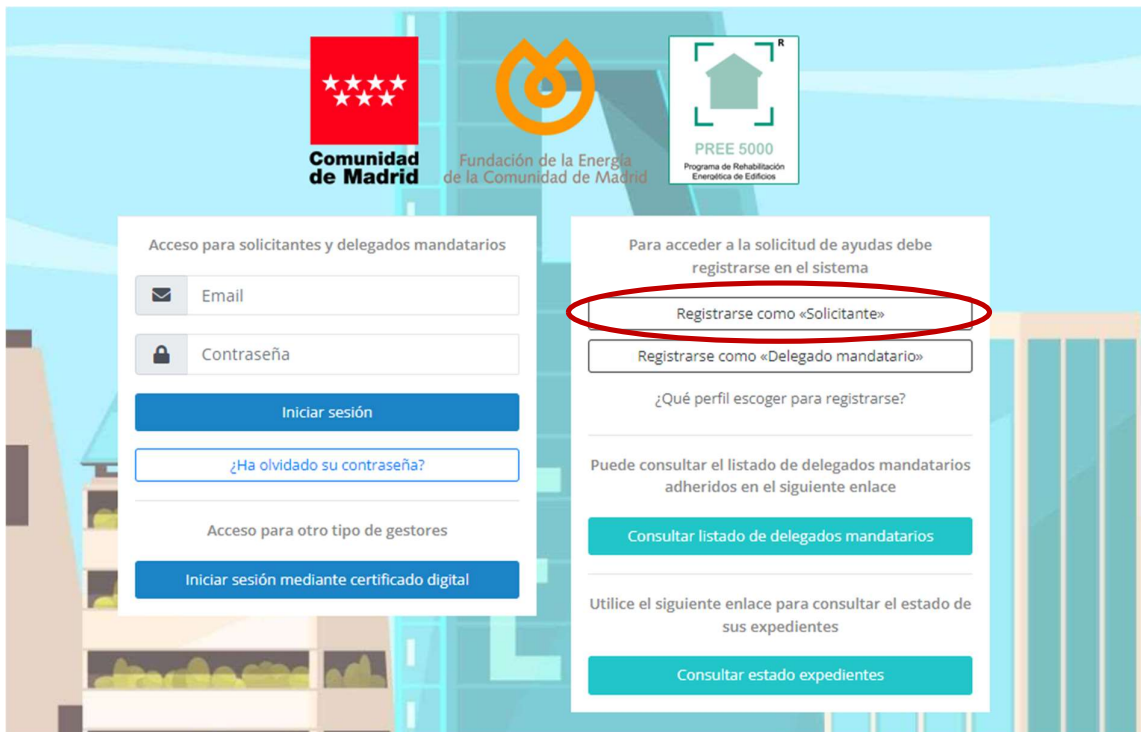 Comunidad
de Madrid
Fundación de la Energía
de la Comunidad de Madrid
R
PREE 5000
Programa de Rehabilitación
Energética de Edificios
Acceso para solicitantes y delegados mandatarios
Email
Contraseña
Iniciar sesión
¿Ha olvidado su contraseña?
Acceso para otro tipo de gestores
Iniciar sesión mediante certificado digital
Para acceder a la solicitud de ayudas debe
registrarse en el sistema
Registrarse como «Solicitante»
Registrarse como «Delegado mandatario»
¿Qué perfil escoger para registrarse?
Puede consultar el listado de delegados mandatarios
adheridos en el siguiente enlace
Consultar listado de delegados mandatarios
Utilice el siguiente enlace para consultar el estado de
sus expedientes
Consultar estado expedientes